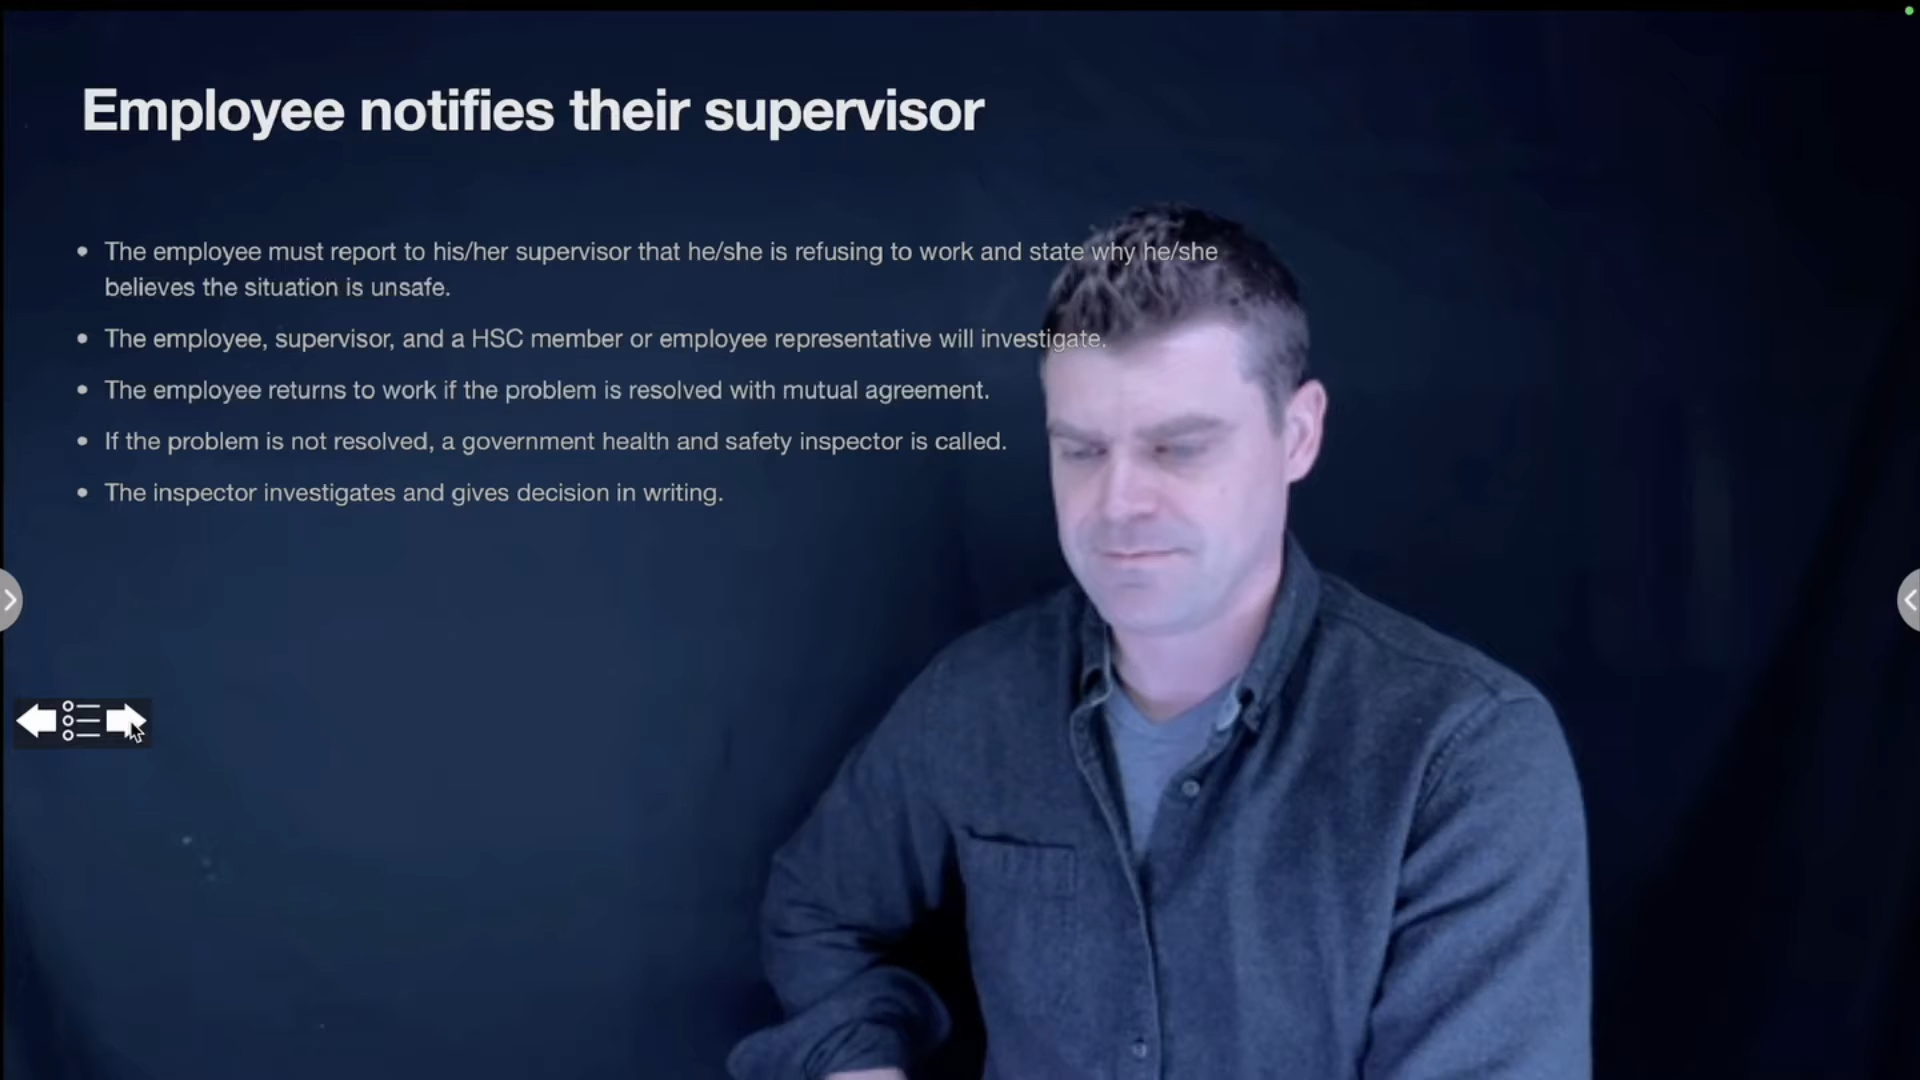 Employee notifies their supervisor
• The employee must report to his/her supervisor that he/she is refusing to work and state why he/she
believes the situation is unsafe.
• The employee, supervisor, and a HSC member or employee representative will investigate.
• The employee returns to work if the problem is resolved with mutual agreement.
• If the problem is not resolved, a government health and safety inspector is called.
• The inspector investigates and gives decision in writing.